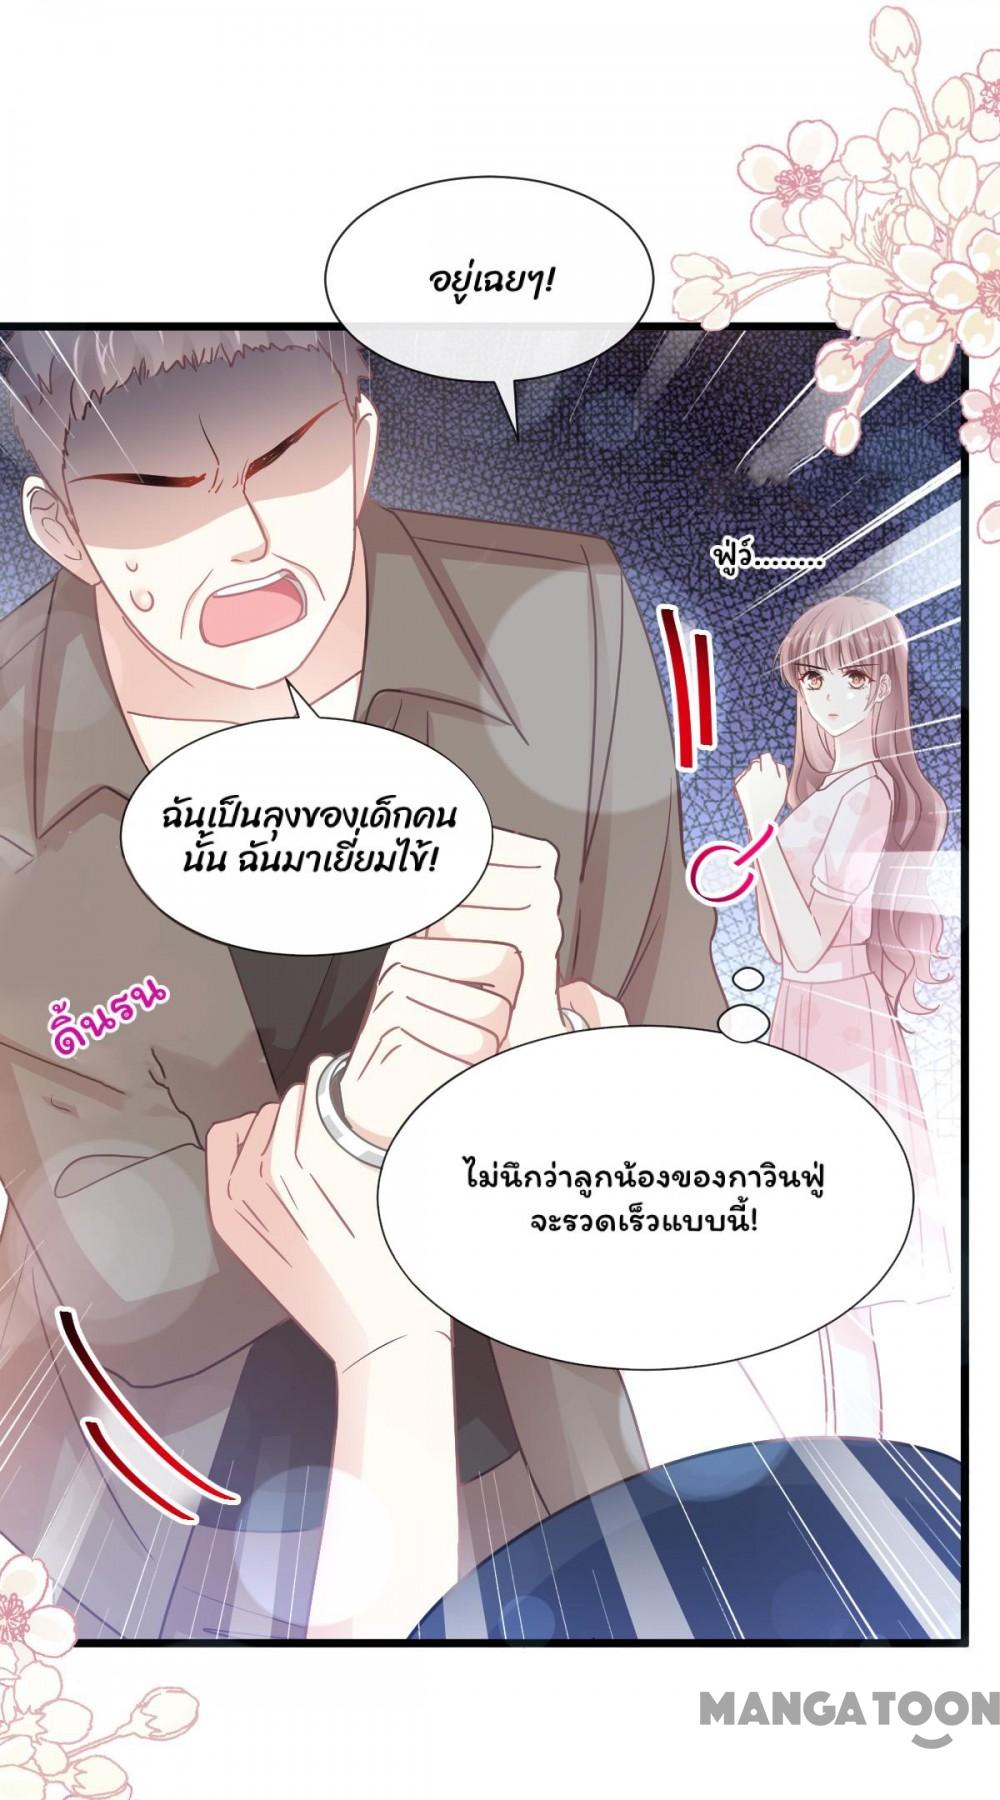 อยู่เฉยๆ!
ฟู่ว์.........
ฉันเป็นลุงของเด็กคน
นั้น ฉันมาเยี่ยมไข้!
ดิ้นรน
ไม่นึกว่าลูกน้องของกาวินฟู่
จะรวดเร็วแบบนี้!
MANGATOON